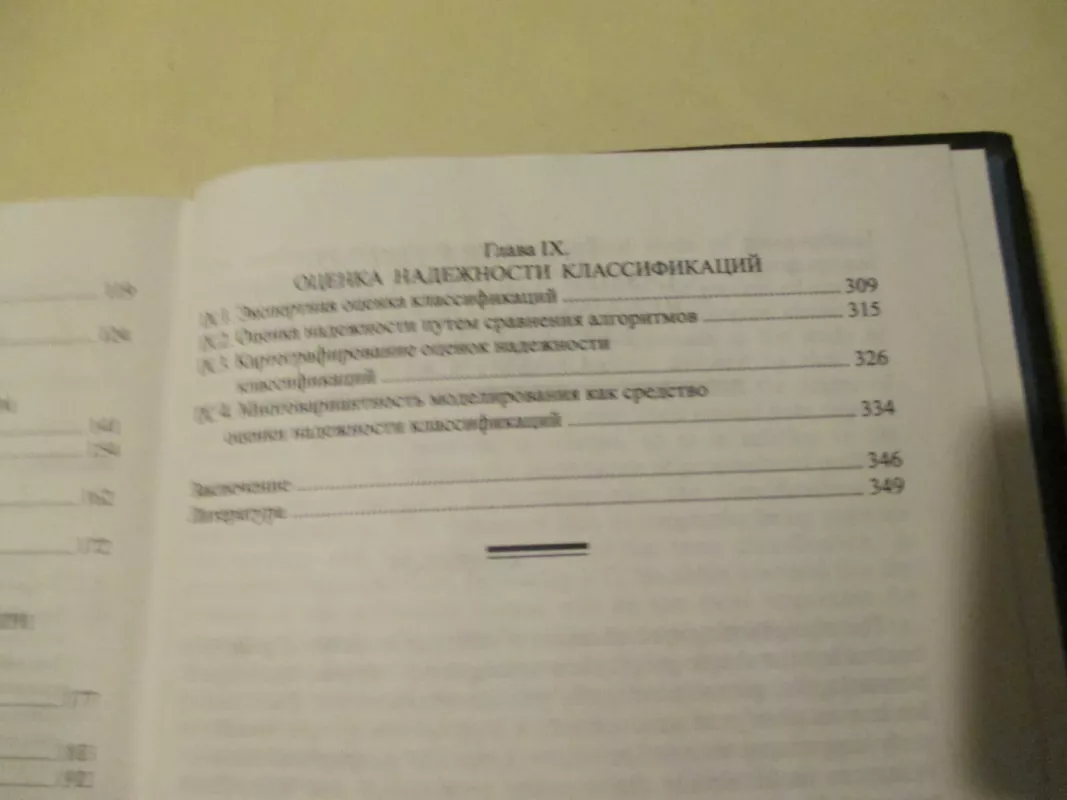 Глава IX.
ОЦЕНКА НАДЕЖНОСТИ КЛАССИФИКАЦИЙ
IX.1. Экспертная оценка классификаций 309
IX.2. Оценка надежности путем сравнения алгоритмов 315
IX.3. Картографирование оценок надежности
классификаций 326
IX.4. Многовариантность моделирования как средство
оценки надежности классификаций 334
Заключение 346
Литература 349
162
177